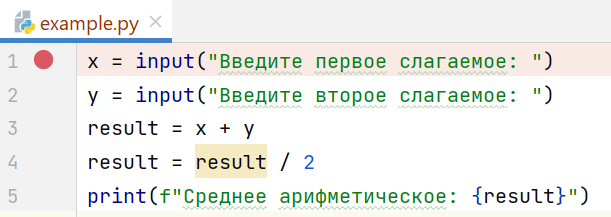 example.py
1 x = input("Введите первое слагаемое: ")
2 y = input("Введите второе слагаемое: ")
3 result = x + y
4 result = result / 2
5 print(f"Среднее арифметическое: {result}")